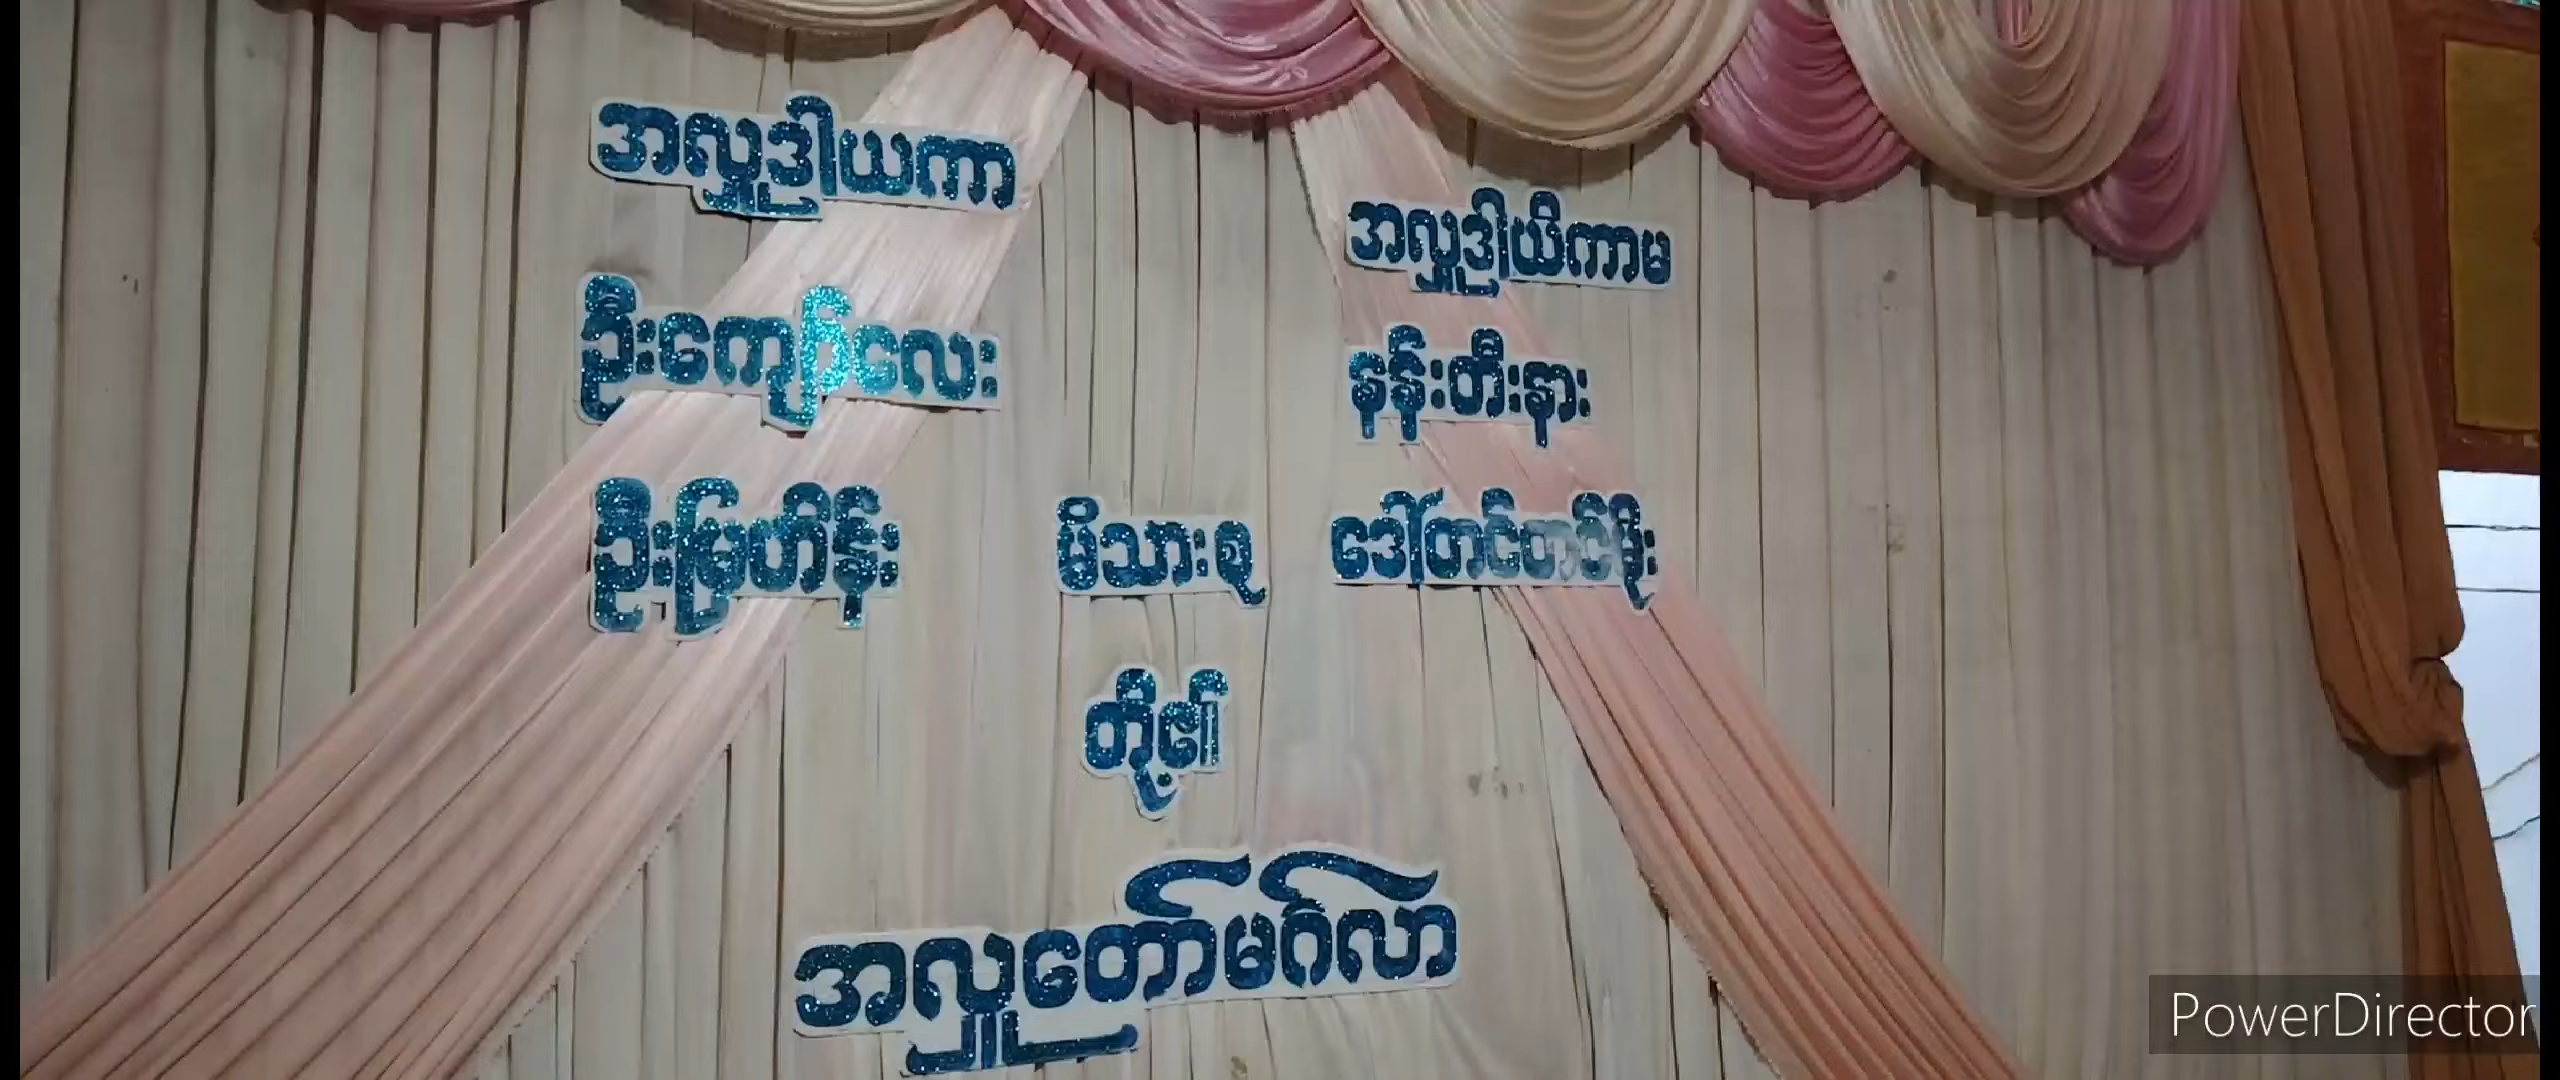 အလှူဒါယကာ
အလှူဒါယိကာမ
ဦးကျော်လေး
နန်းတီးနား
ဦးမြဟိန်း
မိသားစု
ဒေါ်တင်တင်မိုး
တို့၏
အလှူတော်မင်္ဂလာ
PowerDirector